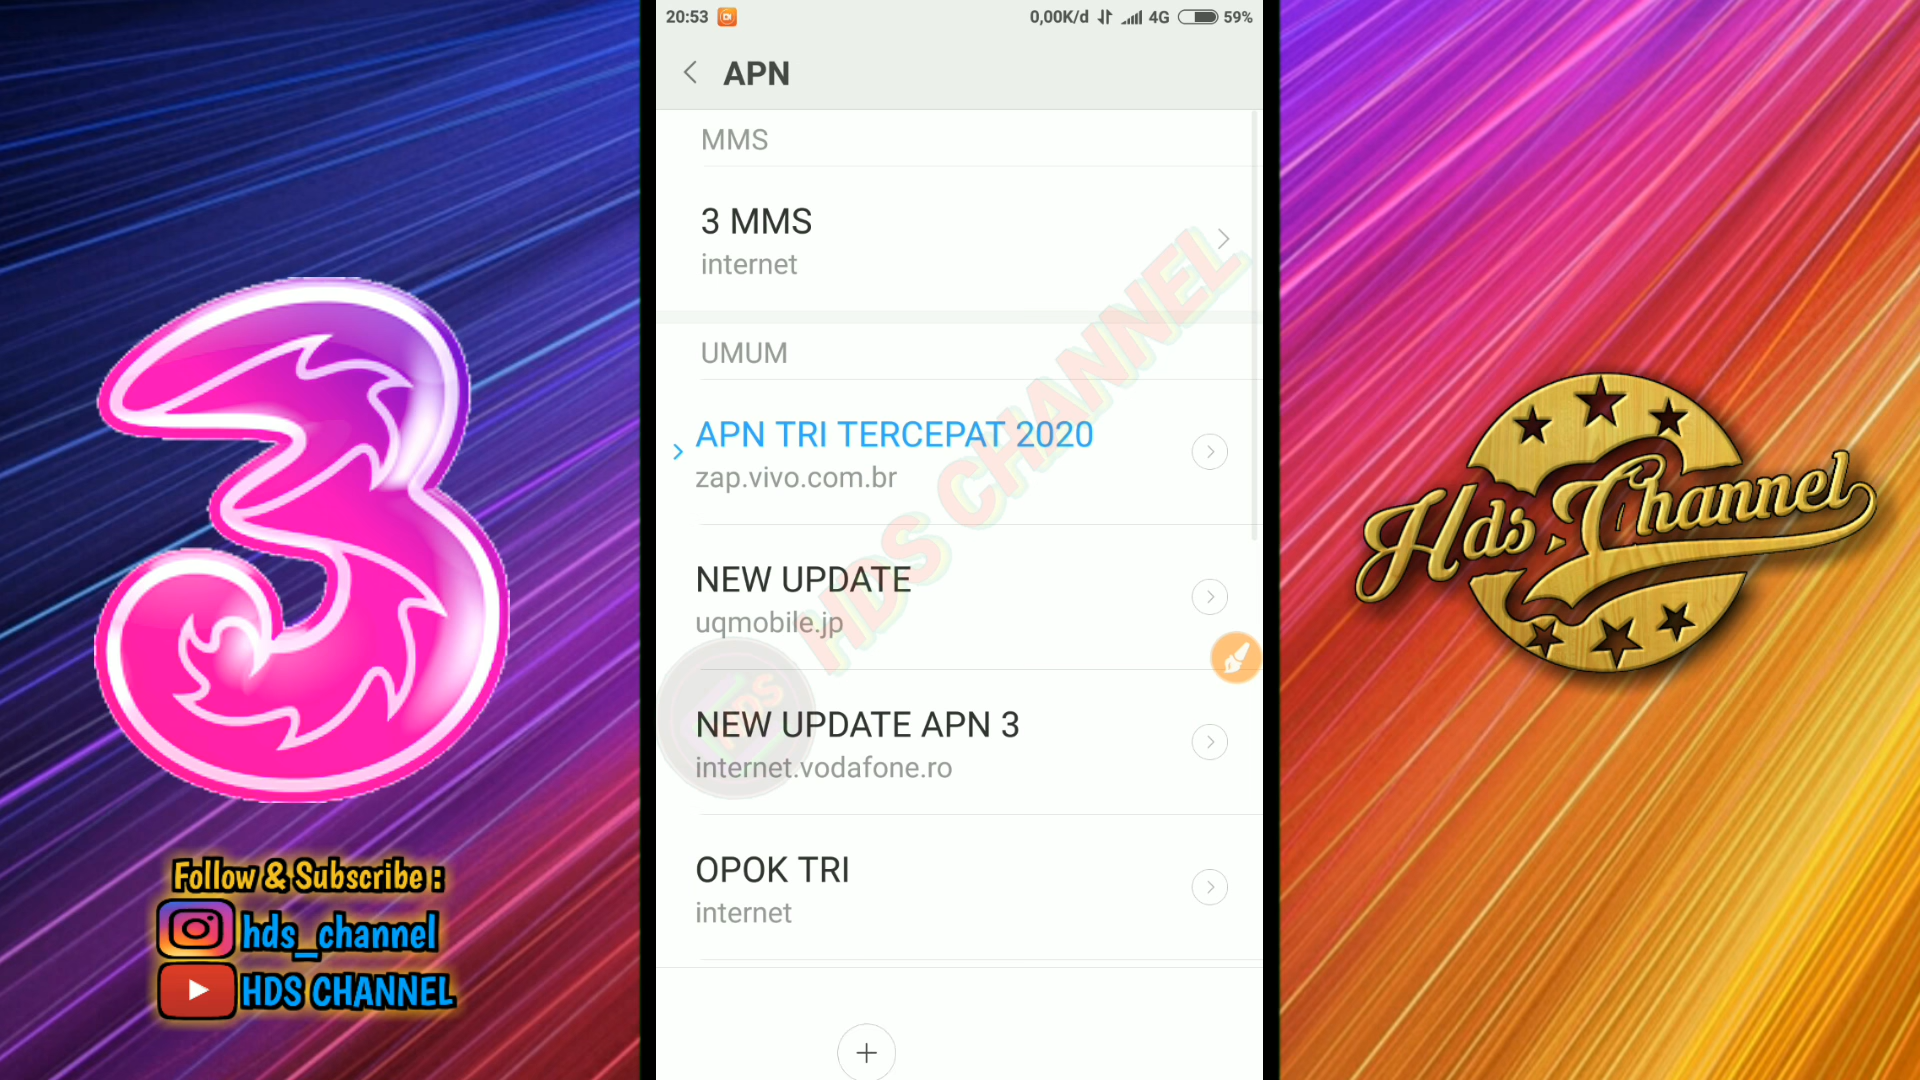 20:53
0,00K/d 4G 59%
APN
MMS
3 MMS
internet
UMUM
APN TRI TERCEPAT 2020
zap.vivo.com.br
NEW UPDATE
uqmobile.jp
NEW UPDATE APN 3
internet.vodafone.ro
OPOK TRI
internet
HDS CHANNEL
HDS
3
Follow & Subscribe :
hds_channel
HDS CHANNEL
Hds Channel